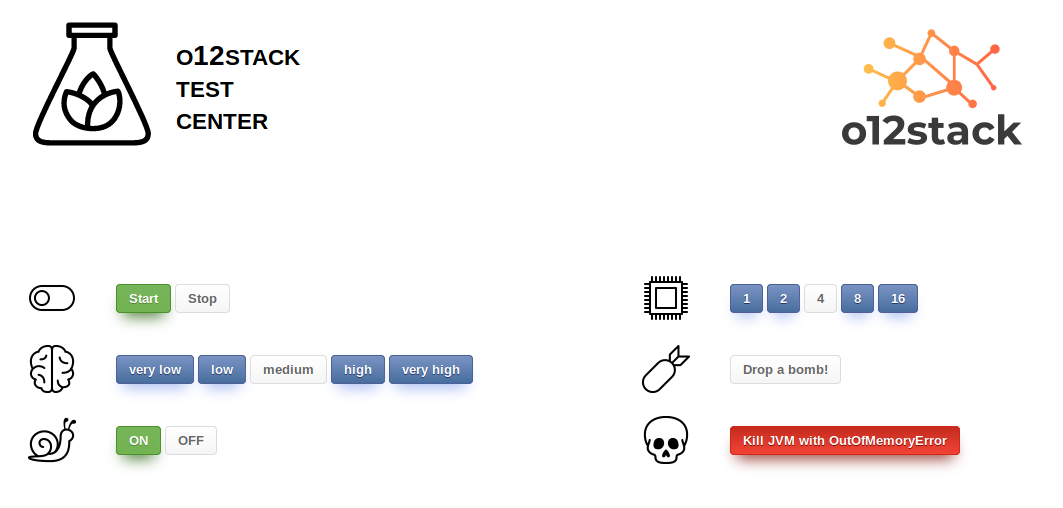 o12STACK
TEST
CENTER
o12stack
Start Stop
1 2 4 8 16
very low low medium high very high
Drop a bomb!
ON OFF
Kill JVM with OutOfMemoryError